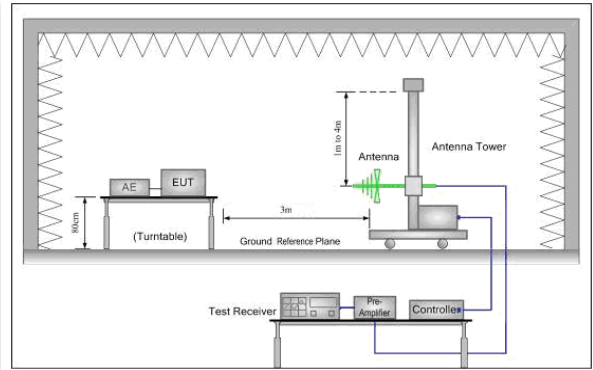 1m to 4m
Antenna Tower
Antenna
AE
EUT
3m
80cm
(Turntable)
Ground Reference Plane
Test Receiver
Pre-
Amplifier
Controller